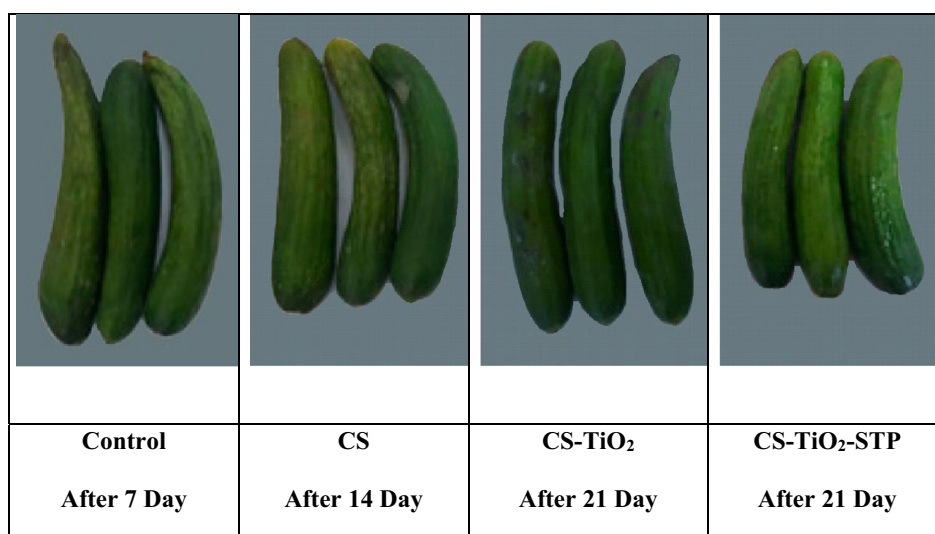 Control
CS
CS-TiO₂
CS-TiO₂-STP
After 7 Day
After 14 Day
After 21 Day
After 21 Day